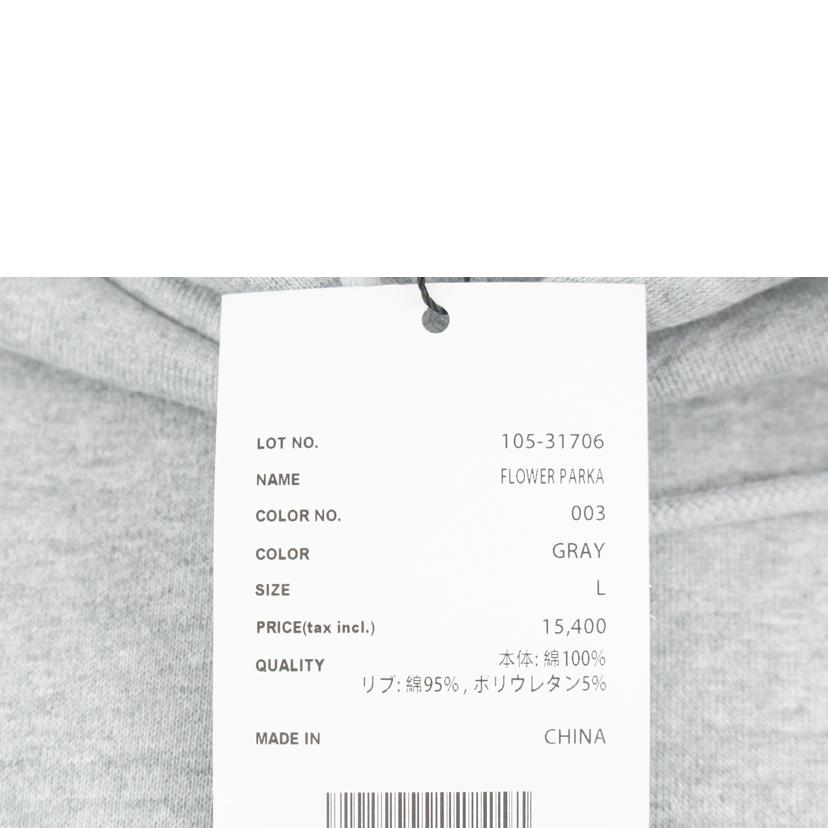 LOT NO. 105-31706
NAME FLOWER PARKA
COLOR NO. 003
COLOR GRAY
SIZE L
PRICE(tax incl.) 15,400
QUALITY 本体: 綿100%
リブ: 綿95% , ポリウレタン5%
MADE IN CHINA